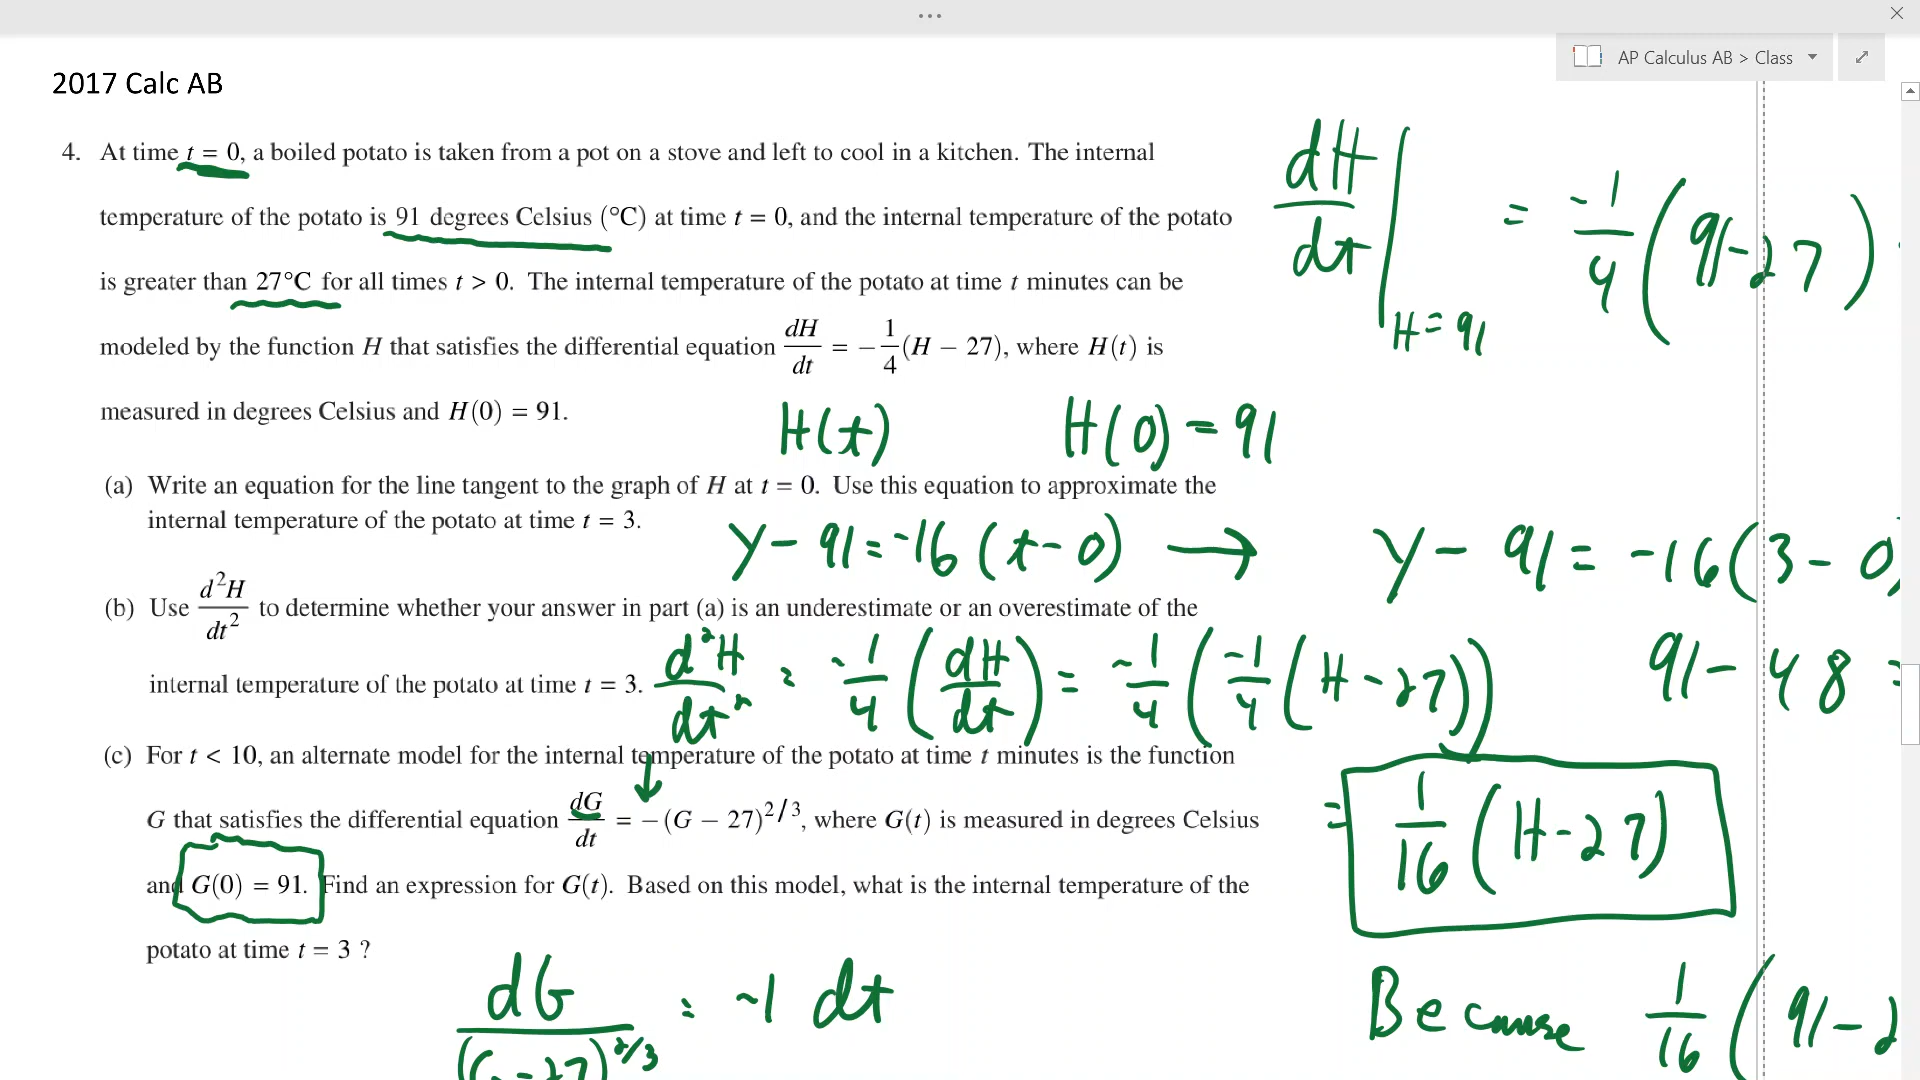 AP Calculus AB > Class
2017 Calc AB
4. At time t = 0, a boiled potato is taken from a pot on a stove and left to cool in a kitchen. The internal
temperature of the potato is 91 degrees Celsius (°C) at time t = 0, and the internal temperature of the potato
is greater than 27°C for all times t > 0. The internal temperature of the potato at time t minutes can be
modeled by the function H that satisfies the differential equation dH/dt = -1/4(H − 27), where H(t) is
measured in degrees Celsius and H(0) = 91.
dH/dt | H=91 = -1/4 (91-27)
H(t) H(0) = 91
(a) Write an equation for the line tangent to the graph of H at t = 0. Use this equation to approximate the
internal temperature of the potato at time t = 3.
y - 91 = -16 (t - 0) → y - 91 = -16(3 - 0)
(b) Use d²H/dt² to determine whether your answer in part (a) is an underestimate or an overestimate of the
internal temperature of the potato at time t = 3.
d²H/dt² = -1/4 (dH/dt) = -1/4 (-1/4 (H - 27))
91 - 48 =
= 1/16 (H - 27)
(c) For t < 10, an alternate model for the internal temperature of the potato at time t minutes is the function
G that satisfies the differential equation dG/dt = −(G − 27)^2/3, where G(t) is measured in degrees Celsius
and G(0) = 91. Find an expression for G(t). Based on this model, what is the internal temperature of the
potato at time t = 3 ?
dG/(G - 27)^2/3 = -1 dt
Because 1/16 (91 - 2